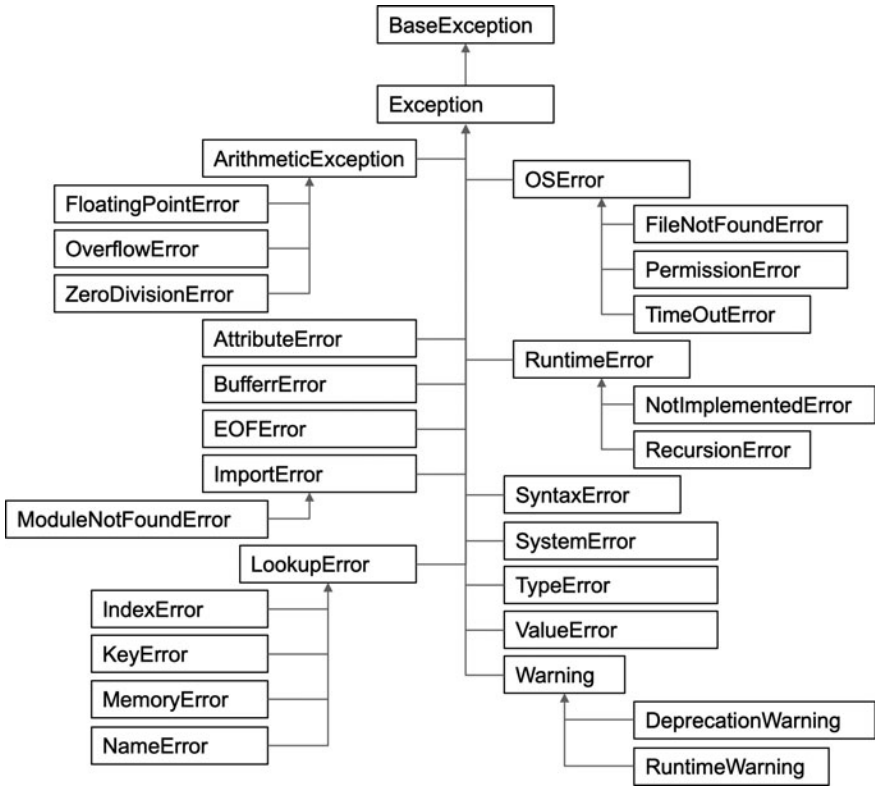 BaseException
Exception
ArithmeticException
FloatingPointError
OverflowError
ZeroDivisionError
AttributeError
BufferrError
EOFError
ImportError
ModuleNotFoundError
LookupError
IndexError
KeyError
MemoryError
NameError
OSError
FileNotFoundError
PermissionError
TimeOutError
RuntimeError
NotImplementedError
RecursionError
SyntaxError
SystemError
TypeError
ValueError
Warning
DeprecationWarning
RuntimeWarning